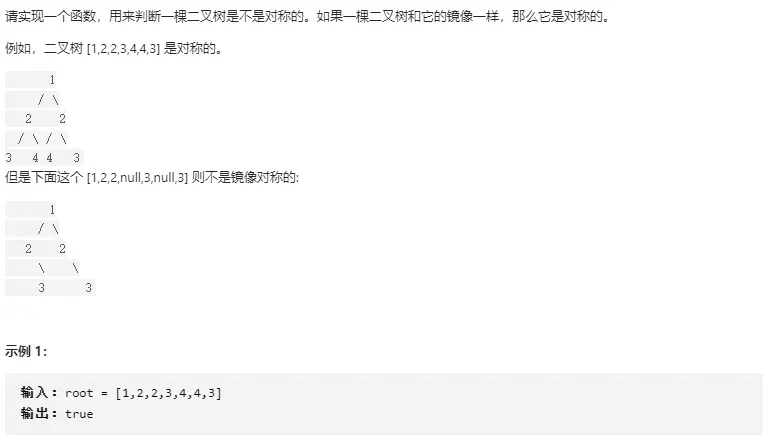 请实现一个函数，用来判断一棵二叉树是不是对称的。如果一棵二叉树和它的镜像一样，那么它是对称的。
例如，二叉树 [1,2,2,3,4,4,3] 是对称的。
1
/ \
2 2
/ \ / \
3 4 4 3
但是下面这个 [1,2,2,null,3,null,3] 则不是镜像对称的:
1
/ \
2 2
\ \
3 3
示例 1：
输入：root = [1,2,2,3,4,4,3]
输出：true